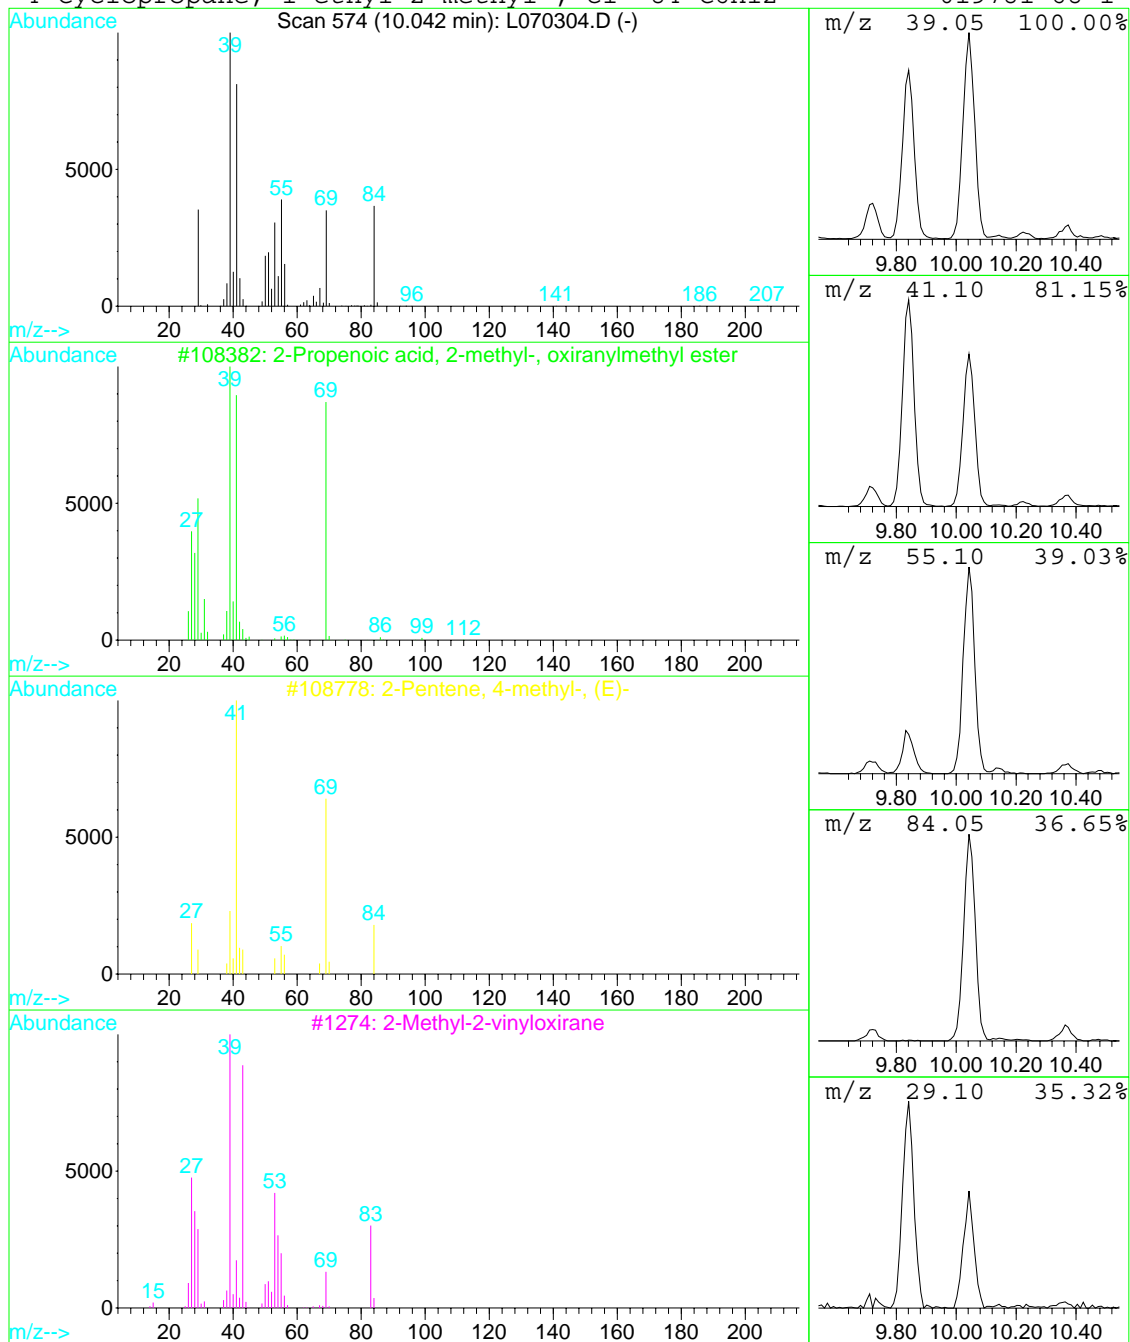 Abundance Scan 574 (10.042 min): L070304.D (-)
39
5000
55
69
84
0
96 141 186 207
m/z-->
20 40 60 80 100 120 140 160 180 200
Abundance #108382: 2-Propenoic acid, 2-methyl-, oxiranylmethyl ester
39
69
5000
27
56 86 99 112
0
m/z-->
20 40 60 80 100 120 140 160 180 200
Abundance #108778: 2-Pentene, 4-methyl-, (E)-
41
69
5000
27
55
84
0
m/z-->
20 40 60 80 100 120 140 160 180 200
Abundance #1274: 2-Methyl-2-vinyloxirane
39
5000
27
53
83
69
15
0
m/z-->
20 40 60 80 100 120 140 160 180 200
m/z 39.05 100.00%
9.80 10.00 10.20 10.40
m/z 41.10 81.15%
9.80 10.00 10.20 10.40
m/z 55.10 39.03%
9.80 10.00 10.20 10.40
m/z 84.05 36.65%
9.80 10.00 10.20 10.40
m/z 29.10 35.32%
9.80 10.00 10.20 10.40